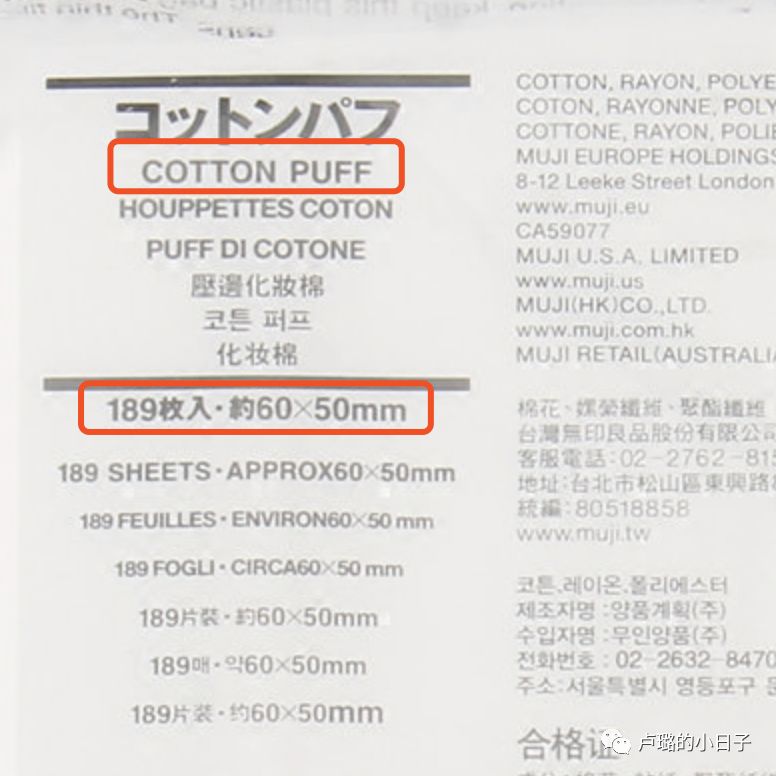 コットンパフ
COTTON PUFF
HOUPPETTES COTON
PUFF DI COTONE
壓邊化妝棉
코튼 퍼프
化妆棉
189枚入・約60×50mm
189 SHEETS・APPROX60×50mm
189 FEUILLES・ENVIRON60×50 mm
189 FOGLI・CIRCA60×50 mm
189片裝・約60×50mm
189매・약60×50mm
189片装・约60×50mm
COTTON, RAYON, POLYE
COTON, RAYONNE, POLY
COTTONE, RAYON, POLIE
MUJI EUROPE HOLDINGS
8-12 Leeke Street London
www.muji.eu
CA59077
MUJI U.S.A. LIMITED
www.muji.us
MUJI(HK)CO.,LTD.
www.muji.com.hk
MUJI RETAIL(AUSTRALIA
棉花、嫘縈纖維、聚酯纖維
台灣無印良品股份有限公司
客服電話:02-2762-815
地址:台北市松山區東興路8
統編:80518858
www.muji.tw
코튼,레이온,폴리에스터
제조자명 :양품계획(주)
수입자명 :무인양품(주)
전화번호 : 02-2632-8470
주소:서울특별시 영등포구 문
合格证
卢璐的小日子